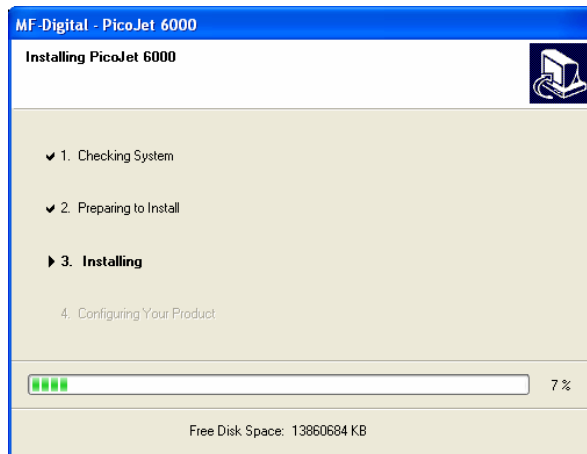 MF-Digital - PicoJet 6000
Installing PicoJet 6000
1. Checking System
2. Preparing to Install
3. Installing
4. Configuring Your Product
7 %
Free Disk Space: 13860684 KB